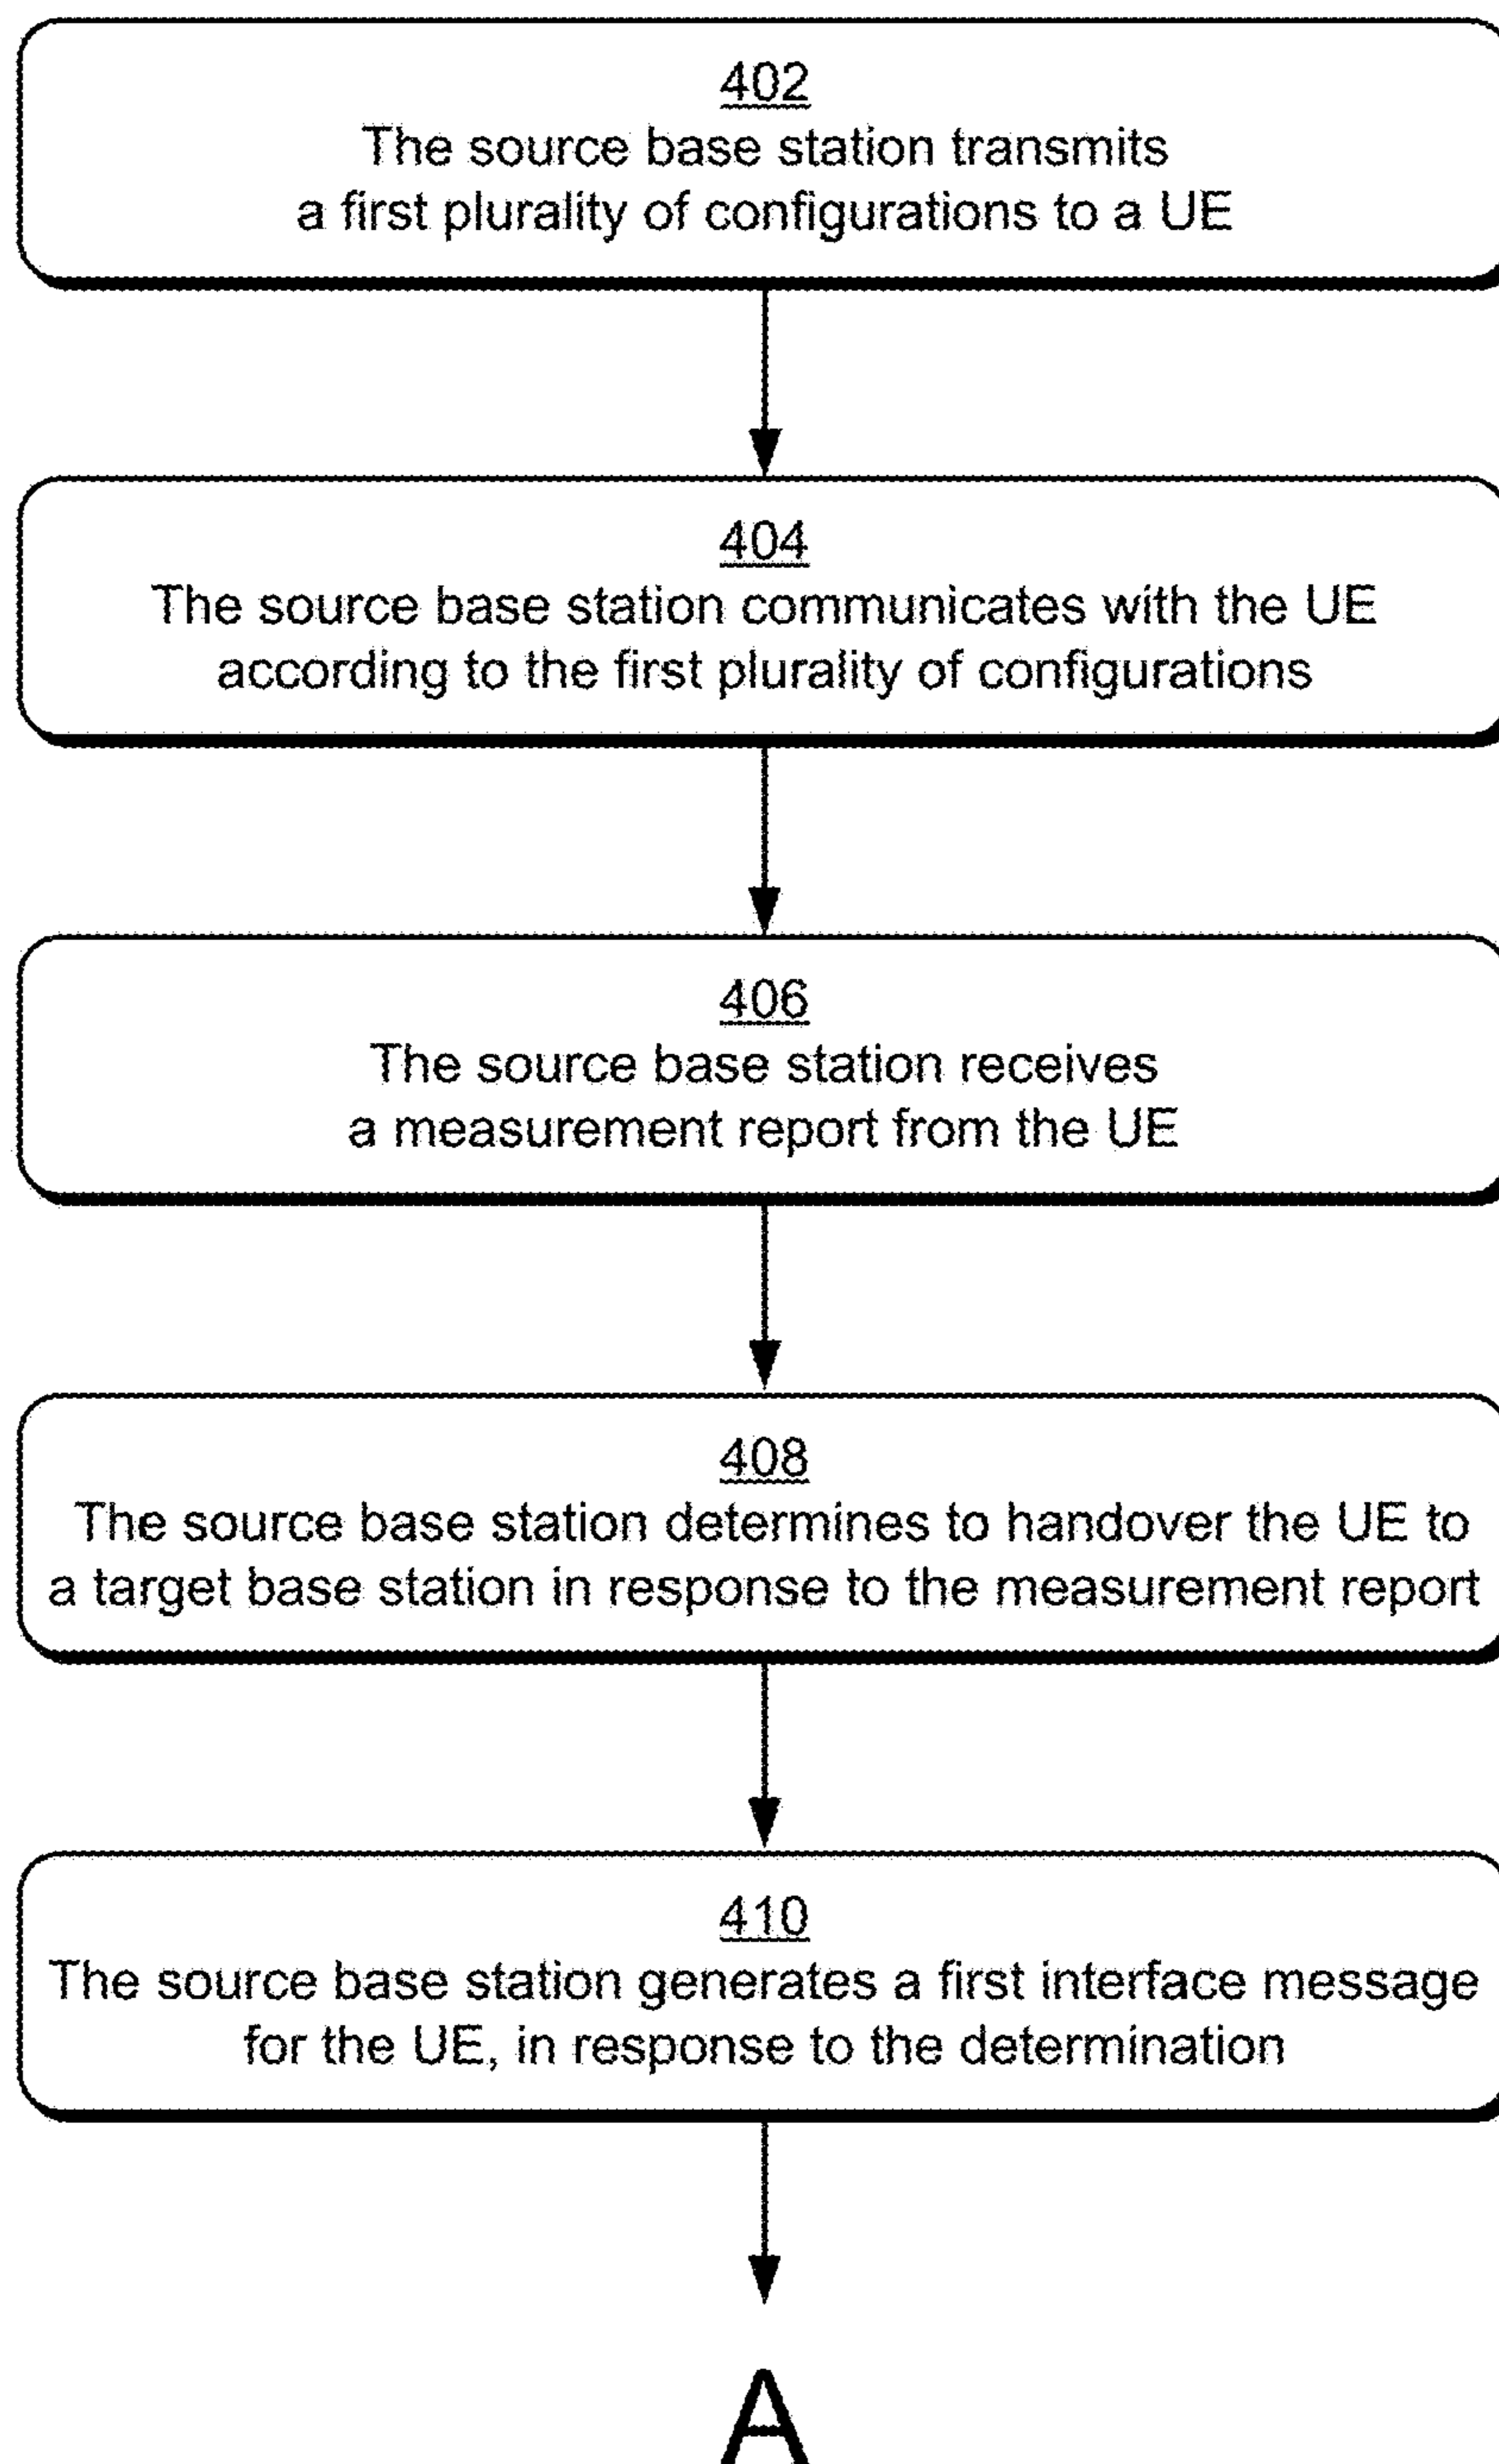 402
The source base station transmits
a first plurality of configurations to a UE
404
The source base station communicates with the UE
according to the first plurality of configurations
406
The source base station receives
a measurement report from the UE
408
The source base station determines to handover the UE to
a target base station in response to the measurement report
410
The source base station generates a first interface message
for the UE, in response to the determination
A